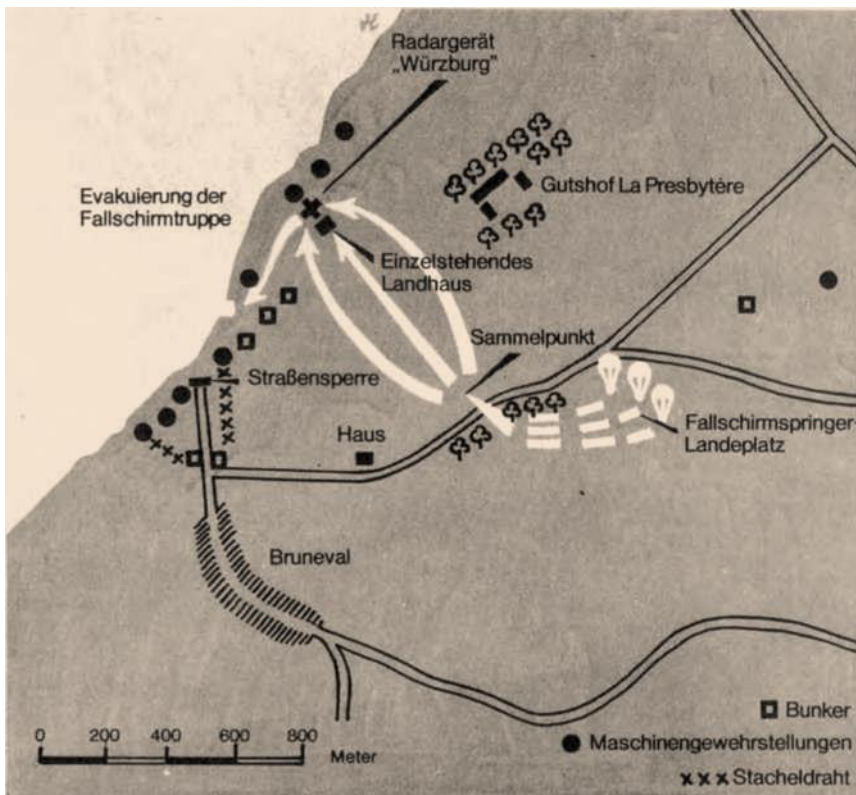 Radargerät
„Würzburg”
Evakuierung der
Fallschirmtruppe
Gutshof La Presbytère
Einzelstehendes
Landhaus
Sammelpunkt
Straßensperre
Haus
Fallschirmspringer-
Landeplatz
Bruneval
0 200 400 600 800
Meter
Bunker
Maschinengewehrstellungen
xxx Stacheldraht